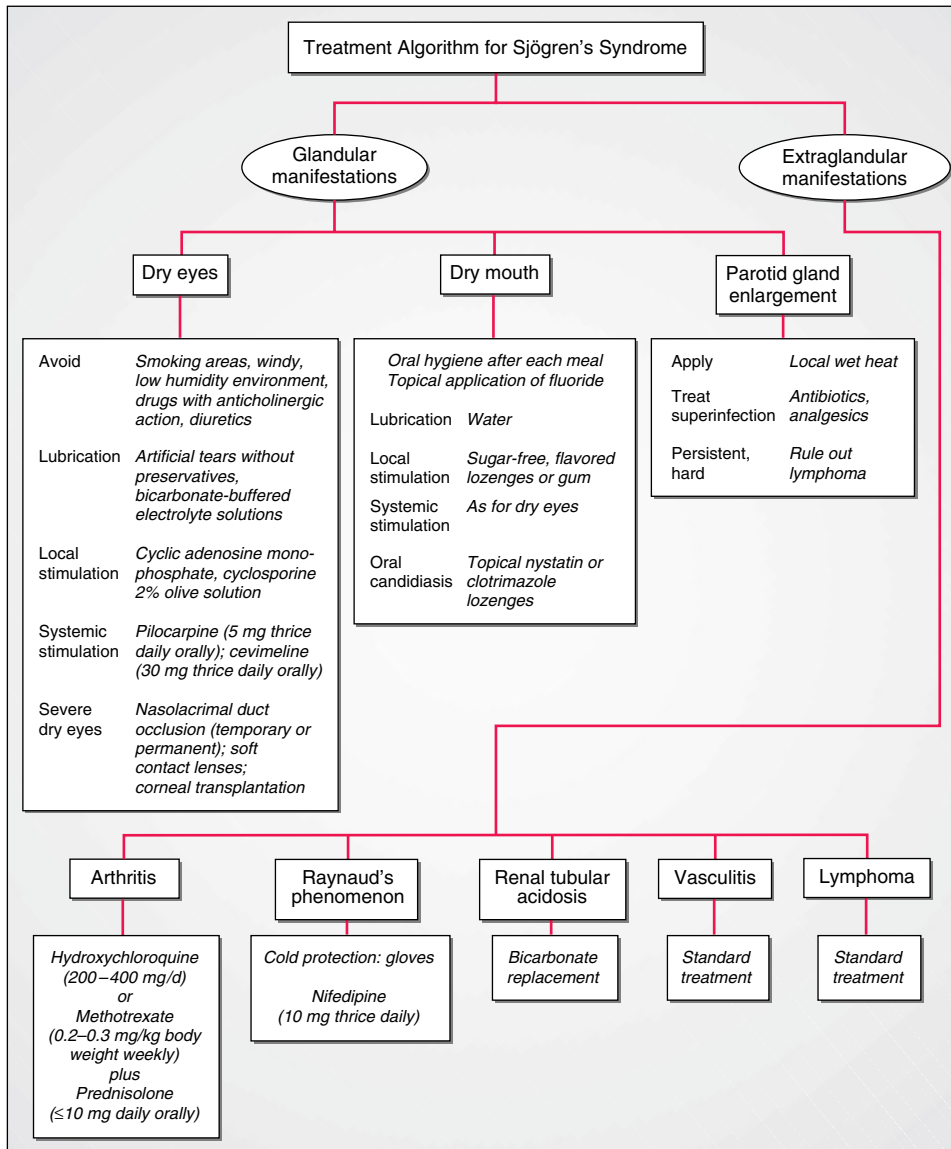 Treatment Algorithm for Sjögren's Syndrome
Glandular
manifestations
Extraglandular
manifestations
Dry eyes
Dry mouth
Parotid gland
enlargement
Avoid Smoking areas, windy,
low humidity environment,
drugs with anticholinergic
action, diuretics
Lubrication Artificial tears without
preservatives,
bicarbonate-buffered
electrolyte solutions
Local Cyclic adenosine mono-
stimulation phosphate, cyclosporine
2% olive solution
Systemic Pilocarpine (5 mg thrice
stimulation daily orally); cevimeline
(30 mg thrice daily orally)
Severe Nasolacrimal duct
dry eyes occlusion (temporary or
permanent); soft
contact lenses;
corneal transplantation
Oral hygiene after each meal
Topical application of fluoride
Lubrication Water
Local Sugar-free, flavored
stimulation lozenges or gum
Systemic As for dry eyes
stimulation
Oral Topical nystatin or
candidiasis clotrimazole
lozenges
Apply Local wet heat
Treat Antibiotics,
superinfection analgesics
Persistent, Rule out
hard lymphoma
Arthritis
Raynaud's
phenomenon
Renal tubular
acidosis
Vasculitis
Lymphoma
Hydroxychloroquine
(200–400 mg/d)
or
Methotrexate
(0.2–0.3 mg/kg body
weight weekly)
plus
Prednisolone
(≤10 mg daily orally)
Cold protection: gloves
Nifedipine
(10 mg thrice daily)
Bicarbonate
replacement
Standard
treatment
Standard
treatment